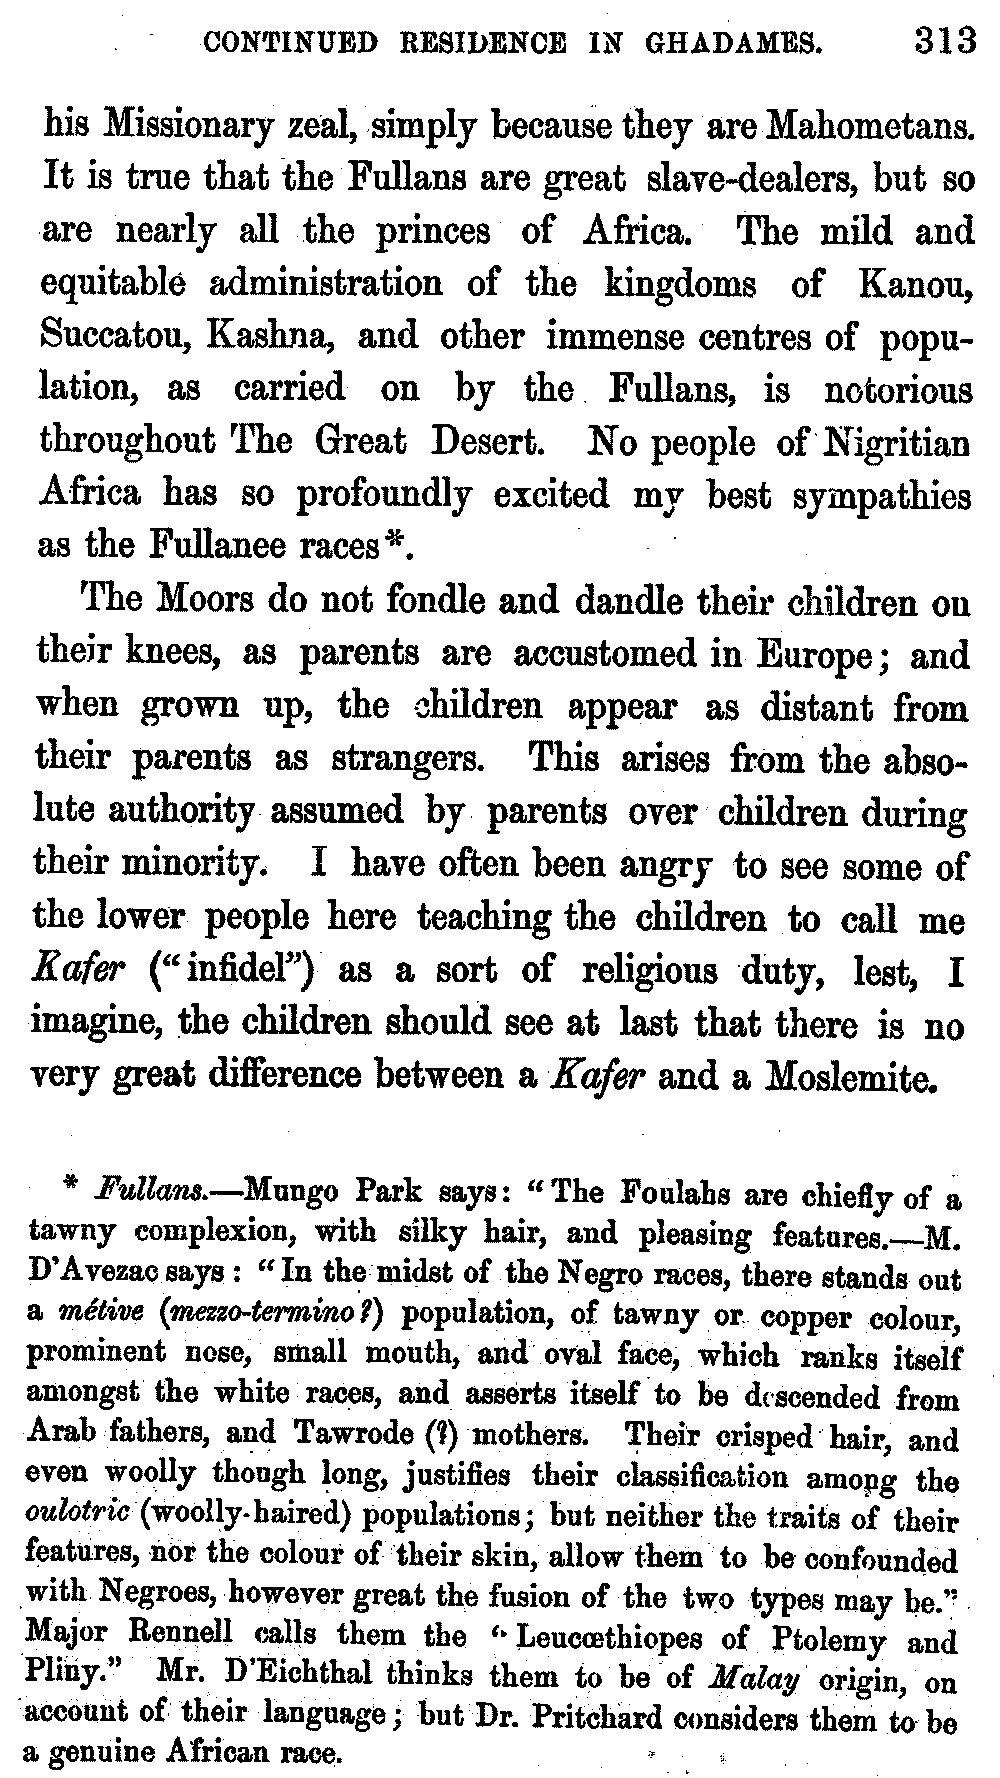 CONTINUED RESIDENCE IN GHADAMES. 313
his Missionary zeal, simply because they are Mahometans.
It is true that the Fullans are great slave-dealers, but so
are nearly all the princes of Africa. The mild and
equitable administration of the kingdoms of Kanou,
Succatou, Kashna, and other immense centres of popu-
lation, as carried on by the Fullans, is notorious
throughout The Great Desert. No people of Nigritian
Africa has so profoundly excited my best sympathies
as the Fullanee races*.
The Moors do not fondle and dandle their children on
their knees, as parents are accustomed in Europe; and
when grown up, the children appear as distant from
their parents as strangers. This arises from the abso-
lute authority assumed by parents over children during
their minority. I have often been angry to see some of
the lower people here teaching the children to call me
Kafer ("infidel") as a sort of religious duty, lest, I
imagine, the children should see at last that there is no
very great difference between a Kafer and a Moslemite.
* Fullans.—Mungo Park says: "The Foulahs are chiefly of a
tawny complexion, with silky hair, and pleasing features.—M.
D'Avezac says: "In the midst of the Negro races, there stands out
a métive (mezzo-termino?) population, of tawny or copper colour,
prominent nose, small mouth, and oval face, which ranks itself
amongst the white races, and asserts itself to be descended from
Arab fathers, and Tawrode (?) mothers. Their crisped hair, and
even woolly though long, justifies their classification among the
oulotric (woolly-haired) populations; but neither the traits of their
features, nor the colour of their skin, allow them to be confounded
with Negroes, however great the fusion of the two types may be."
Major Rennell calls them the "Leucœthiopes of Ptolemy and
Pliny." Mr. D'Eichthal thinks them to be of Malay origin, on
account of their language; but Dr. Pritchard considers them to be
a genuine African race.